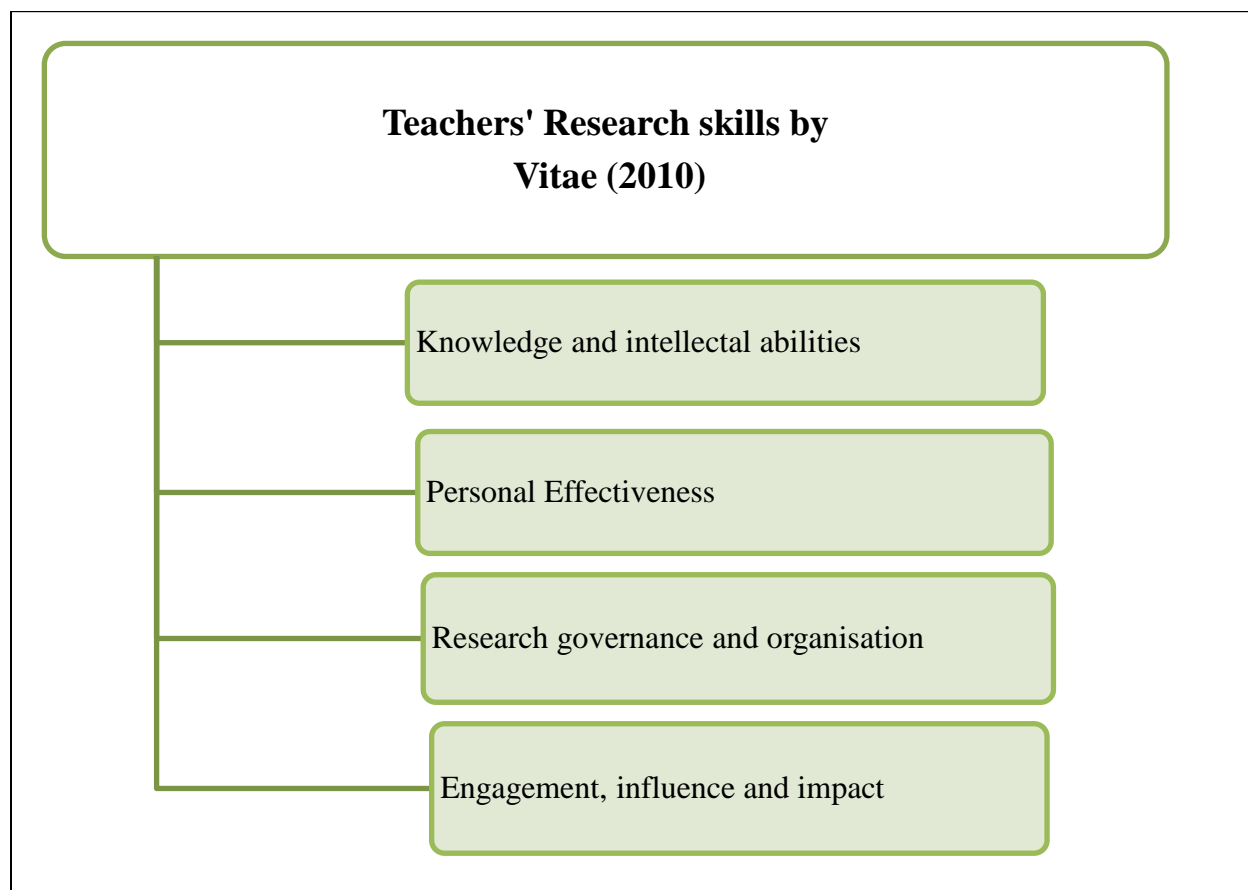 Teachers' Research skills by
Vitae (2010)
Knowledge and intellectal abilities
Personal Effectiveness
Research governance and organisation
Engagement, influence and impact